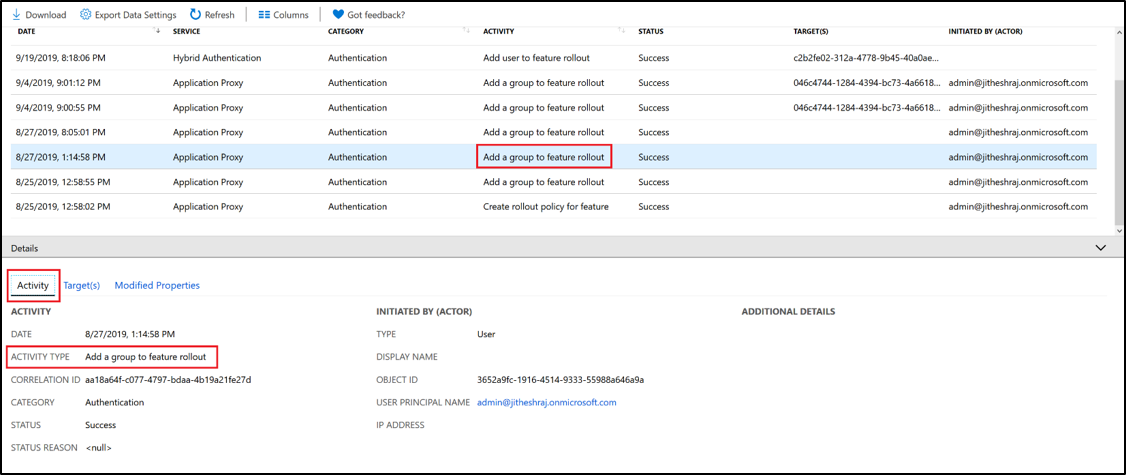 Download Export Data Settings Refresh Columns Got feedback?
DATE SERVICE CATEGORY ACTIVITY STATUS TARGET(S) INITIATED BY (ACTOR)
9/19/2019, 8:18:06 PM Hybrid Authentication Authentication Add user to feature rollout Success c2b2fe02-312a-4778-9b45-40a0ae...
9/4/2019, 9:01:12 PM Application Proxy Authentication Add a group to feature rollout Success 046c4744-1284-4394-bc73-4a6618... admin@jitheshraj.onmicrosoft.com
9/4/2019, 9:00:55 PM Application Proxy Authentication Add a group to feature rollout Success 046c4744-1284-4394-bc73-4a6618... admin@jitheshraj.onmicrosoft.com
8/27/2019, 8:05:01 PM Application Proxy Authentication Add a group to feature rollout Success admin@jitheshraj.onmicrosoft.com
8/27/2019, 1:14:58 PM Application Proxy Authentication Add a group to feature rollout Success admin@jitheshraj.onmicrosoft.com
8/25/2019, 12:58:55 PM Application Proxy Authentication Add a group to feature rollout Success admin@jitheshraj.onmicrosoft.com
8/25/2019, 12:58:02 PM Application Proxy Authentication Create rollout policy for feature Success admin@jitheshraj.onmicrosoft.com
Details
Activity Target(s) Modified Properties
ACTIVITY INITIATED BY (ACTOR) ADDITIONAL DETAILS
DATE 8/27/2019, 1:14:58 PM TYPE User
ACTIVITY TYPE Add a group to feature rollout DISPLAY NAME
CORRELATION ID aa18a64f-c077-4797-bdaa-4b19a21fe27d OBJECT ID 3652a9fc-1916-4514-9333-55988a646a9a
CATEGORY Authentication USER PRINCIPAL NAME admin@jitheshraj.onmicrosoft.com
STATUS Success IP ADDRESS
STATUS REASON <null>